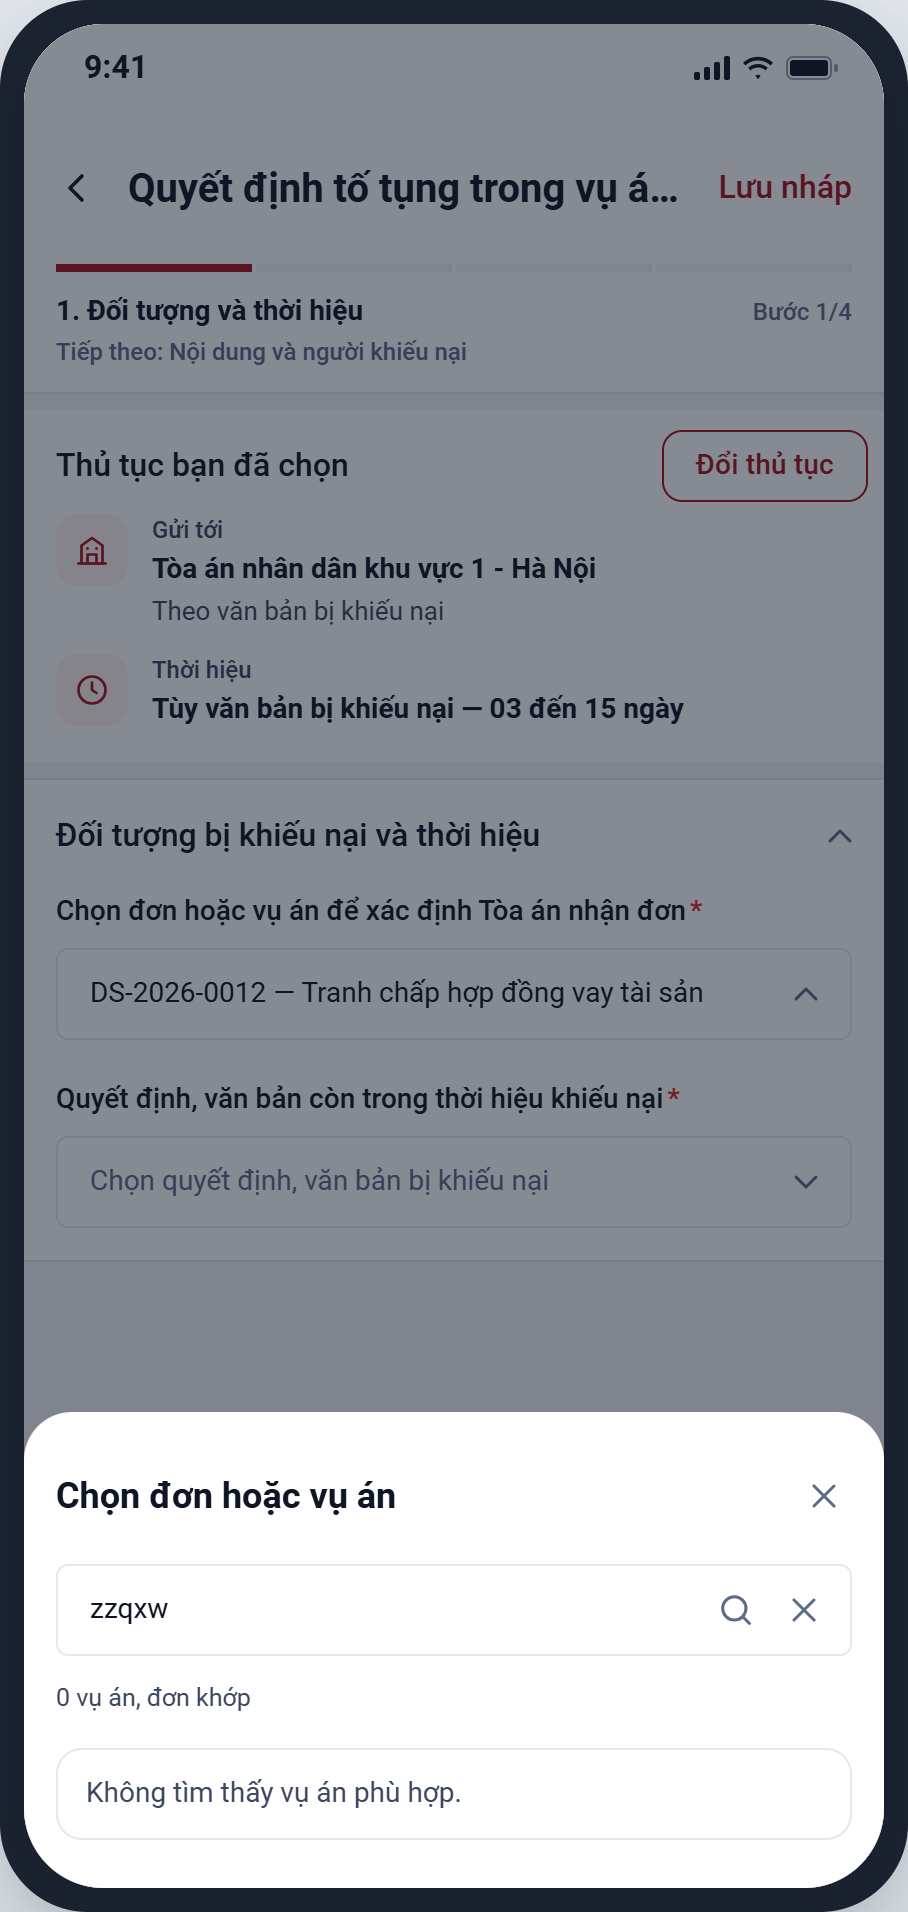 9:41
Quyết định tố tụng trong vụ á...
Lưu nháp
1. Đối tượng và thời hiệu
Bước 1/4
Tiếp theo: Nội dung và người khiếu nại
Thủ tục bạn đã chọn
Đổi thủ tục
Gửi tới
Tòa án nhân dân khu vực 1 - Hà Nội
Theo văn bản bị khiếu nại
Thời hiệu
Tùy văn bản bị khiếu nại — 03 đến 15 ngày
Đối tượng bị khiếu nại và thời hiệu
Chọn đơn hoặc vụ án để xác định Tòa án nhận đơn *
DS-2026-0012 — Tranh chấp hợp đồng vay tài sản
Quyết định, văn bản còn trong thời hiệu khiếu nại *
Chọn quyết định, văn bản bị khiếu nại
Chọn đơn hoặc vụ án
zzqxw
0 vụ án, đơn khớp
Không tìm thấy vụ án phù hợp.